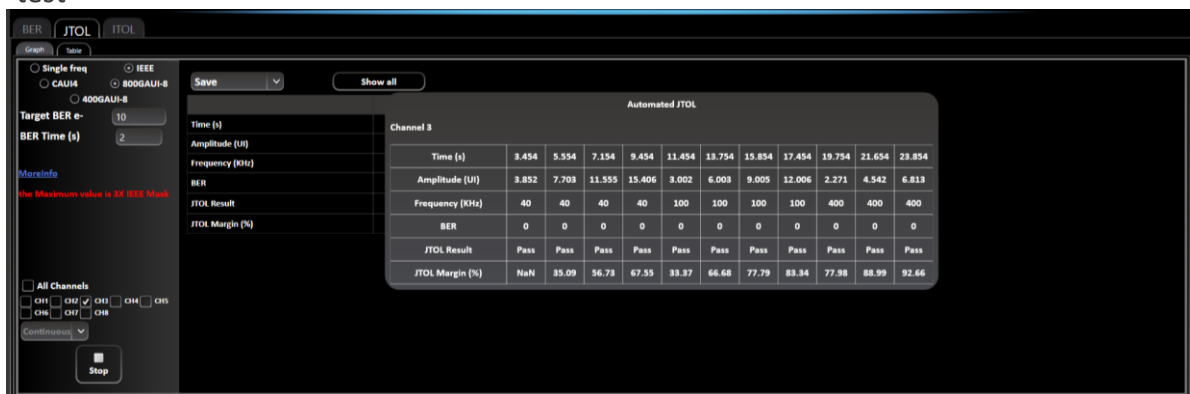 test
BER JTOL ITOL
Graph Table
Single freq IEEE
CAUI4 800GAUI-8
400GAUI-8
Target BER e- 10
BER Time (s) 2
MoreInfo
the Maximum value is 3X IEEE Mask
All Channels
CH1 CH2 CH3 CH4 CH5
CH6 CH7 CH8
Continuous
Stop
Save Show all
Time (s)
Amplitude (UI)
Frequency (KHz)
BER
JTOL Result
JTOL Margin (%)
Automated JTOL
Channel 3
Time (s) 3.454 5.554 7.154 9.454 11.454 13.754 15.854 17.454 19.754 21.654 23.854
Amplitude (UI) 3.852 7.703 11.555 15.406 3.002 6.003 9.005 12.006 2.271 4.542 6.813
Frequency (KHz) 40 40 40 40 100 100 100 100 400 400 400
BER 0 0 0 0 0 0 0 0 0 0 0
JTOL Result Pass Pass Pass Pass Pass Pass Pass Pass Pass Pass Pass
JTOL Margin (%) NaN 35.09 56.73 67.55 33.37 66.68 77.79 83.34 77.98 88.99 92.66